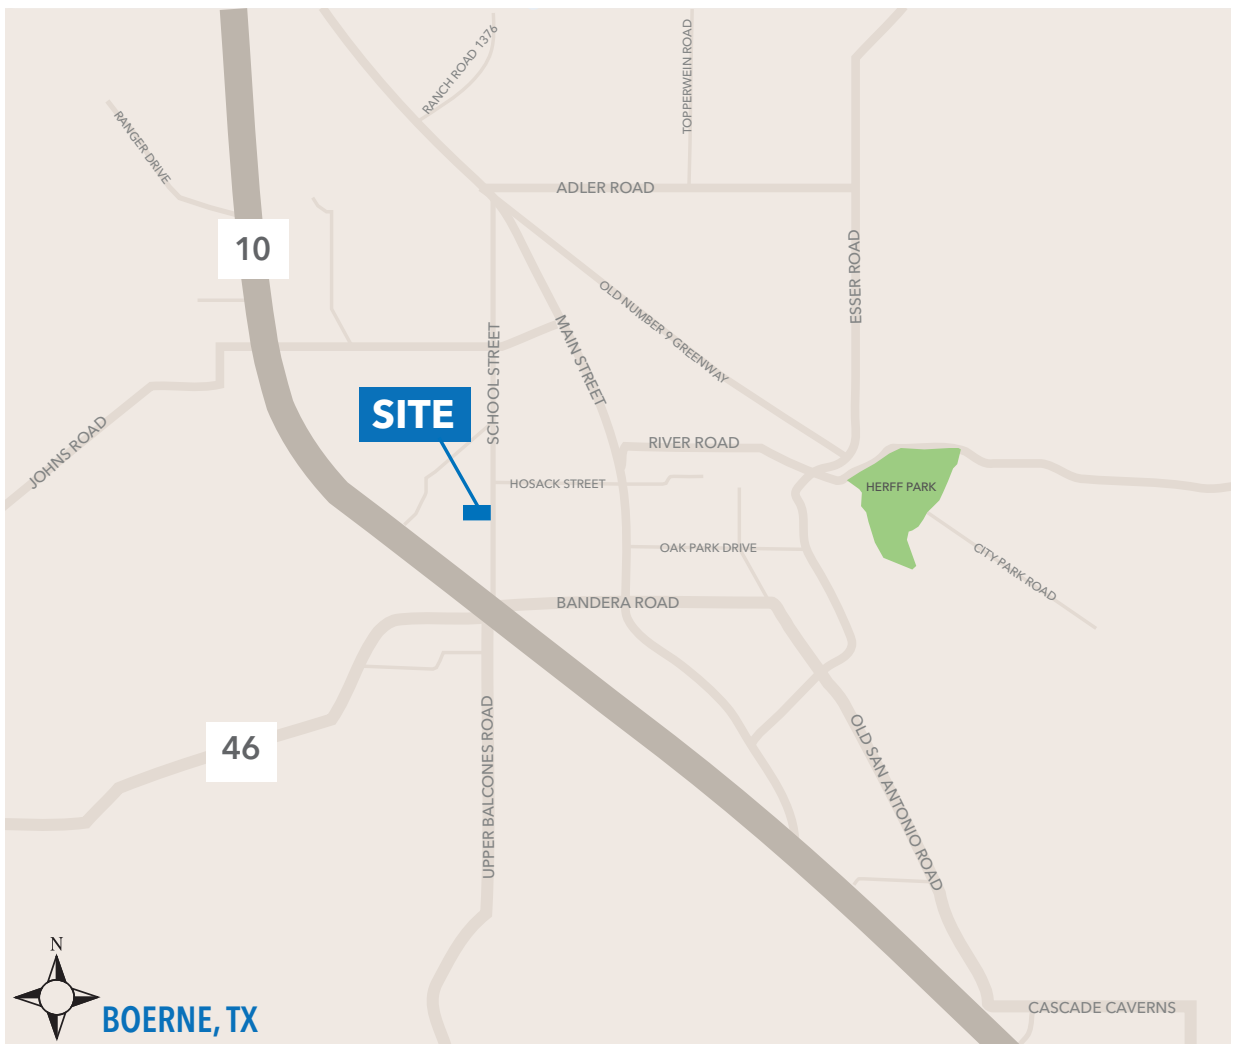 RANCH ROAD 1376
TOPPERWEIN ROAD
RANGER DRIVE
ADLER ROAD
10
ESSER ROAD
OLD NUMBER 9 GREENWAY
MAIN STREET
SCHOOL STREET
SITE
JOHNS ROAD
RIVER ROAD
HOSACK STREET
HERFF PARK
OAK PARK DRIVE
CITY PARK ROAD
BANDERA ROAD
46
UPPER BALCONES ROAD
OLD SAN ANTONIO ROAD
N
BOERNE, TX
CASCADE CAVERNS